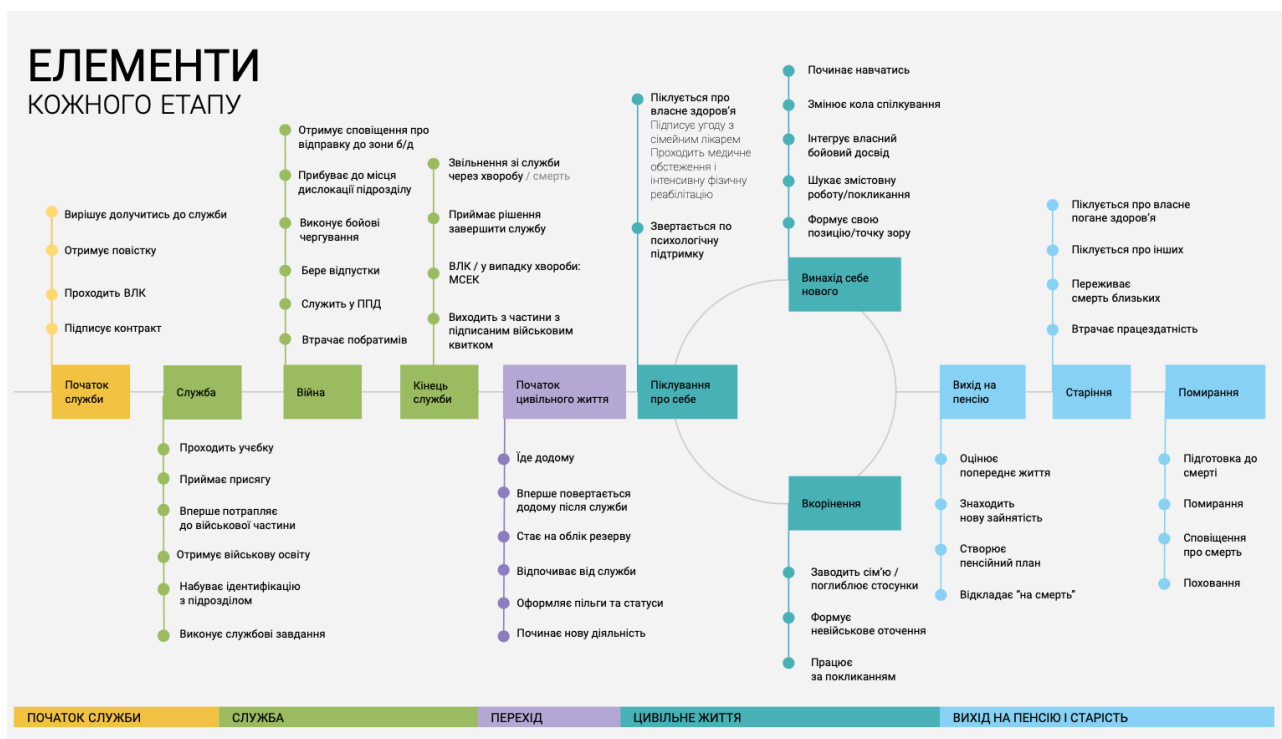 ЕЛЕМЕНТИ
КОЖНОГО ЕТАПУ
Вирішує долучитись до служби
Отримує повістку
Проходить ВЛК
Підписує контракт
Початок
служби
Служба
Проходить учебку
Приймає присягу
Вперше потрапляє
до військової частини
Отримує військову освіту
Набуває ідентифікацію
з підрозділом
Виконує службові завдання
Отримує сповіщення про
відправку до зони б/д
Прибуває до місця
дислокації підрозділу
Виконує бойові
чергування
Бере відпустки
Служить у ППД
Втрачає побратимів
Війна
Звільнення зі служби
через хворобу / смерть
Приймає рішення
завершити службу
ВЛК / у випадку хвороби:
МСЕК
Виходить з частини з
підписаним військовим
квитком
Кінець
служби
Початок
цивільного життя
Їде додому
Вперше повертається
додому після служби
Стає на облік резерву
Відпочиває від служби
Оформляє пільги та статуси
Починає нову діяльність
Піклується про
власне здоров’я
Підписує угоду з
сімейним лікарем
Проходить медичне
обстеження і
інтенсивну фізичну
реабілітацію
Звертається по
психологічну
підтримку
Піклування
про себе
Починає навчатись
Змінює кола спілкування
Інтегрує власний
бойовий досвід
Шукає змістовну
роботу/покликання
Формує свою
позицію/точку зору
Винахід себе
нового
Вкорінення
Заводить сім’ю /
поглиблює стосунки
Формує
невійськове оточення
Працює
за покликанням
Вихід на
пенсію
Оцінює
попереднє життя
Знаходить
нову зайнятість
Створює
пенсійний план
Відкладає “на смерть”
Піклується про власне
погане здоров’я
Піклується про інших
Переживає
смерть близьких
Втрачає працездатність
Старіння
Помирання
Підготовка до
смерті
Помирання
Сповіщення
про смерть
Поховання
ПОЧАТОК СЛУЖБИ
СЛУЖБА
ПЕРЕХІД
ЦИВІЛЬНЕ ЖИТТЯ
ВИХІД НА ПЕНСІЮ І СТАРІСТЬ